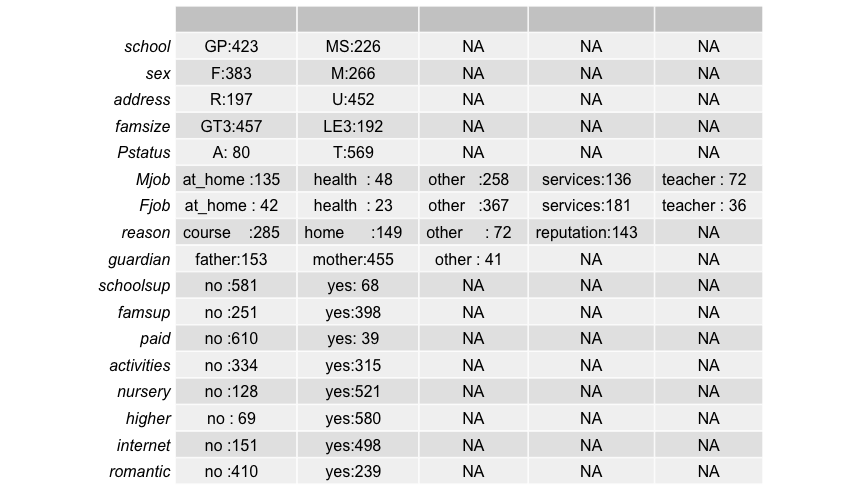 school GP:423 MS:226 NA NA NA
sex F:383 M:266 NA NA NA
address R:197 U:452 NA NA NA
famsize GT3:457 LE3:192 NA NA NA
Pstatus A: 80 T:569 NA NA NA
Mjob at_home :135 health : 48 other :258 services:136 teacher : 72
Fjob at_home : 42 health : 23 other :367 services:181 teacher : 36
reason course :285 home :149 other : 72 reputation:143 NA
guardian father:153 mother:455 other : 41 NA NA
schoolsup no :581 yes: 68 NA NA NA
famsup no :251 yes:398 NA NA NA
paid no :610 yes: 39 NA NA NA
activities no :334 yes:315 NA NA NA
nursery no :128 yes:521 NA NA NA
higher no : 69 yes:580 NA NA NA
internet no :151 yes:498 NA NA NA
romantic no :410 yes:239 NA NA NA